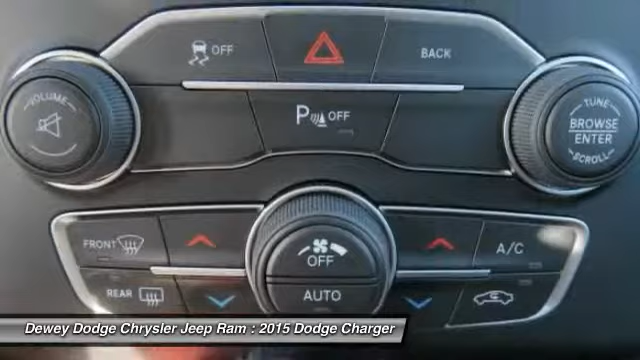 OFF
BACK
VOLUME
P OFF
TUNE
BROWSE
ENTER
SCROLL
FRONT
OFF
A/C
REAR
AUTO
Dewey Dodge Chrysler Jeep Ram : 2015 Dodge Charger